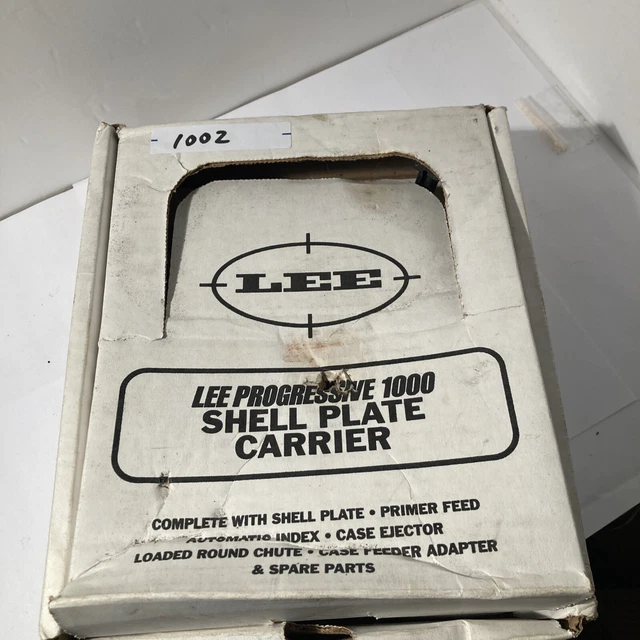 1002
LEE
LEE PROGRESSIVE 1000
SHELL PLATE
CARRIER
COMPLETE WITH SHELL PLATE • PRIMER FEED
AUTOMATIC INDEX • CASE EJECTOR
LOADED ROUND CHUTE • CASE FEEDER ADAPTER
& SPARE PARTS